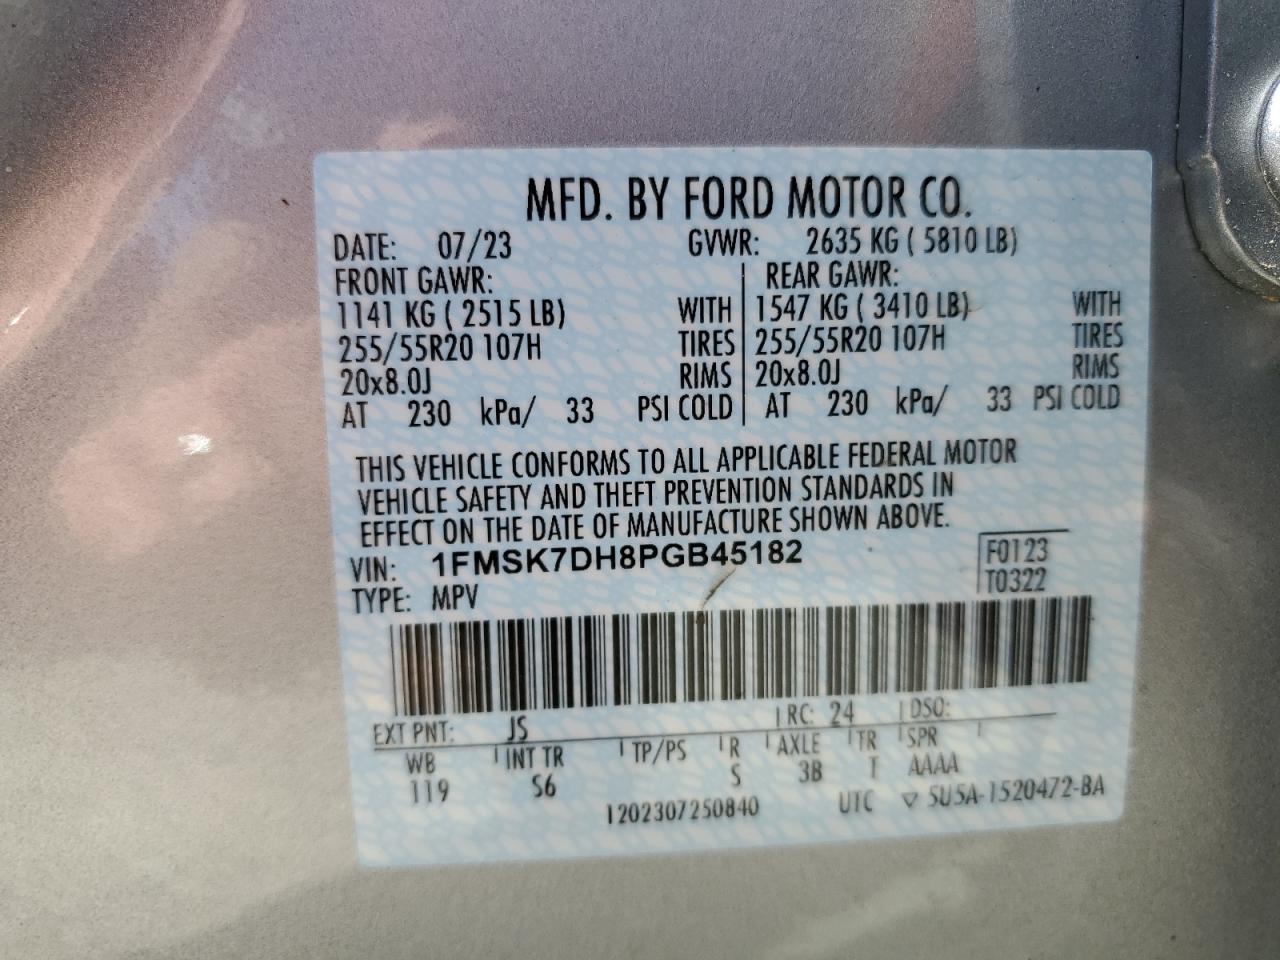 MFD. BY FORD MOTOR CO.
DATE: 07/23 GVWR: 2635 KG ( 5810 LB)
FRONT GAWR: REAR GAWR:
1141 KG ( 2515 LB) WITH 1547 KG ( 3410 LB) WITH
255/55R20 107H TIRES 255/55R20 107H TIRES
20x8.0J RIMS 20x8.0J RIMS
AT 230 kPa/ 33 PSI COLD AT 230 kPa/ 33 PSI COLD
THIS VEHICLE CONFORMS TO ALL APPLICABLE FEDERAL MOTOR
VEHICLE SAFETY AND THEFT PREVENTION STANDARDS IN
EFFECT ON THE DATE OF MANUFACTURE SHOWN ABOVE.
VIN: 1FMSK7DH8PGB45182 F0123
TYPE: MPV T0322
EXT PNT: JS RC: 24 DSO:
WB INT TR TP/PS R AXLE TR SPR
119 S6 S 3B T AAAA
1202307250840 UTC ▽ 5U5A-1520472-BA